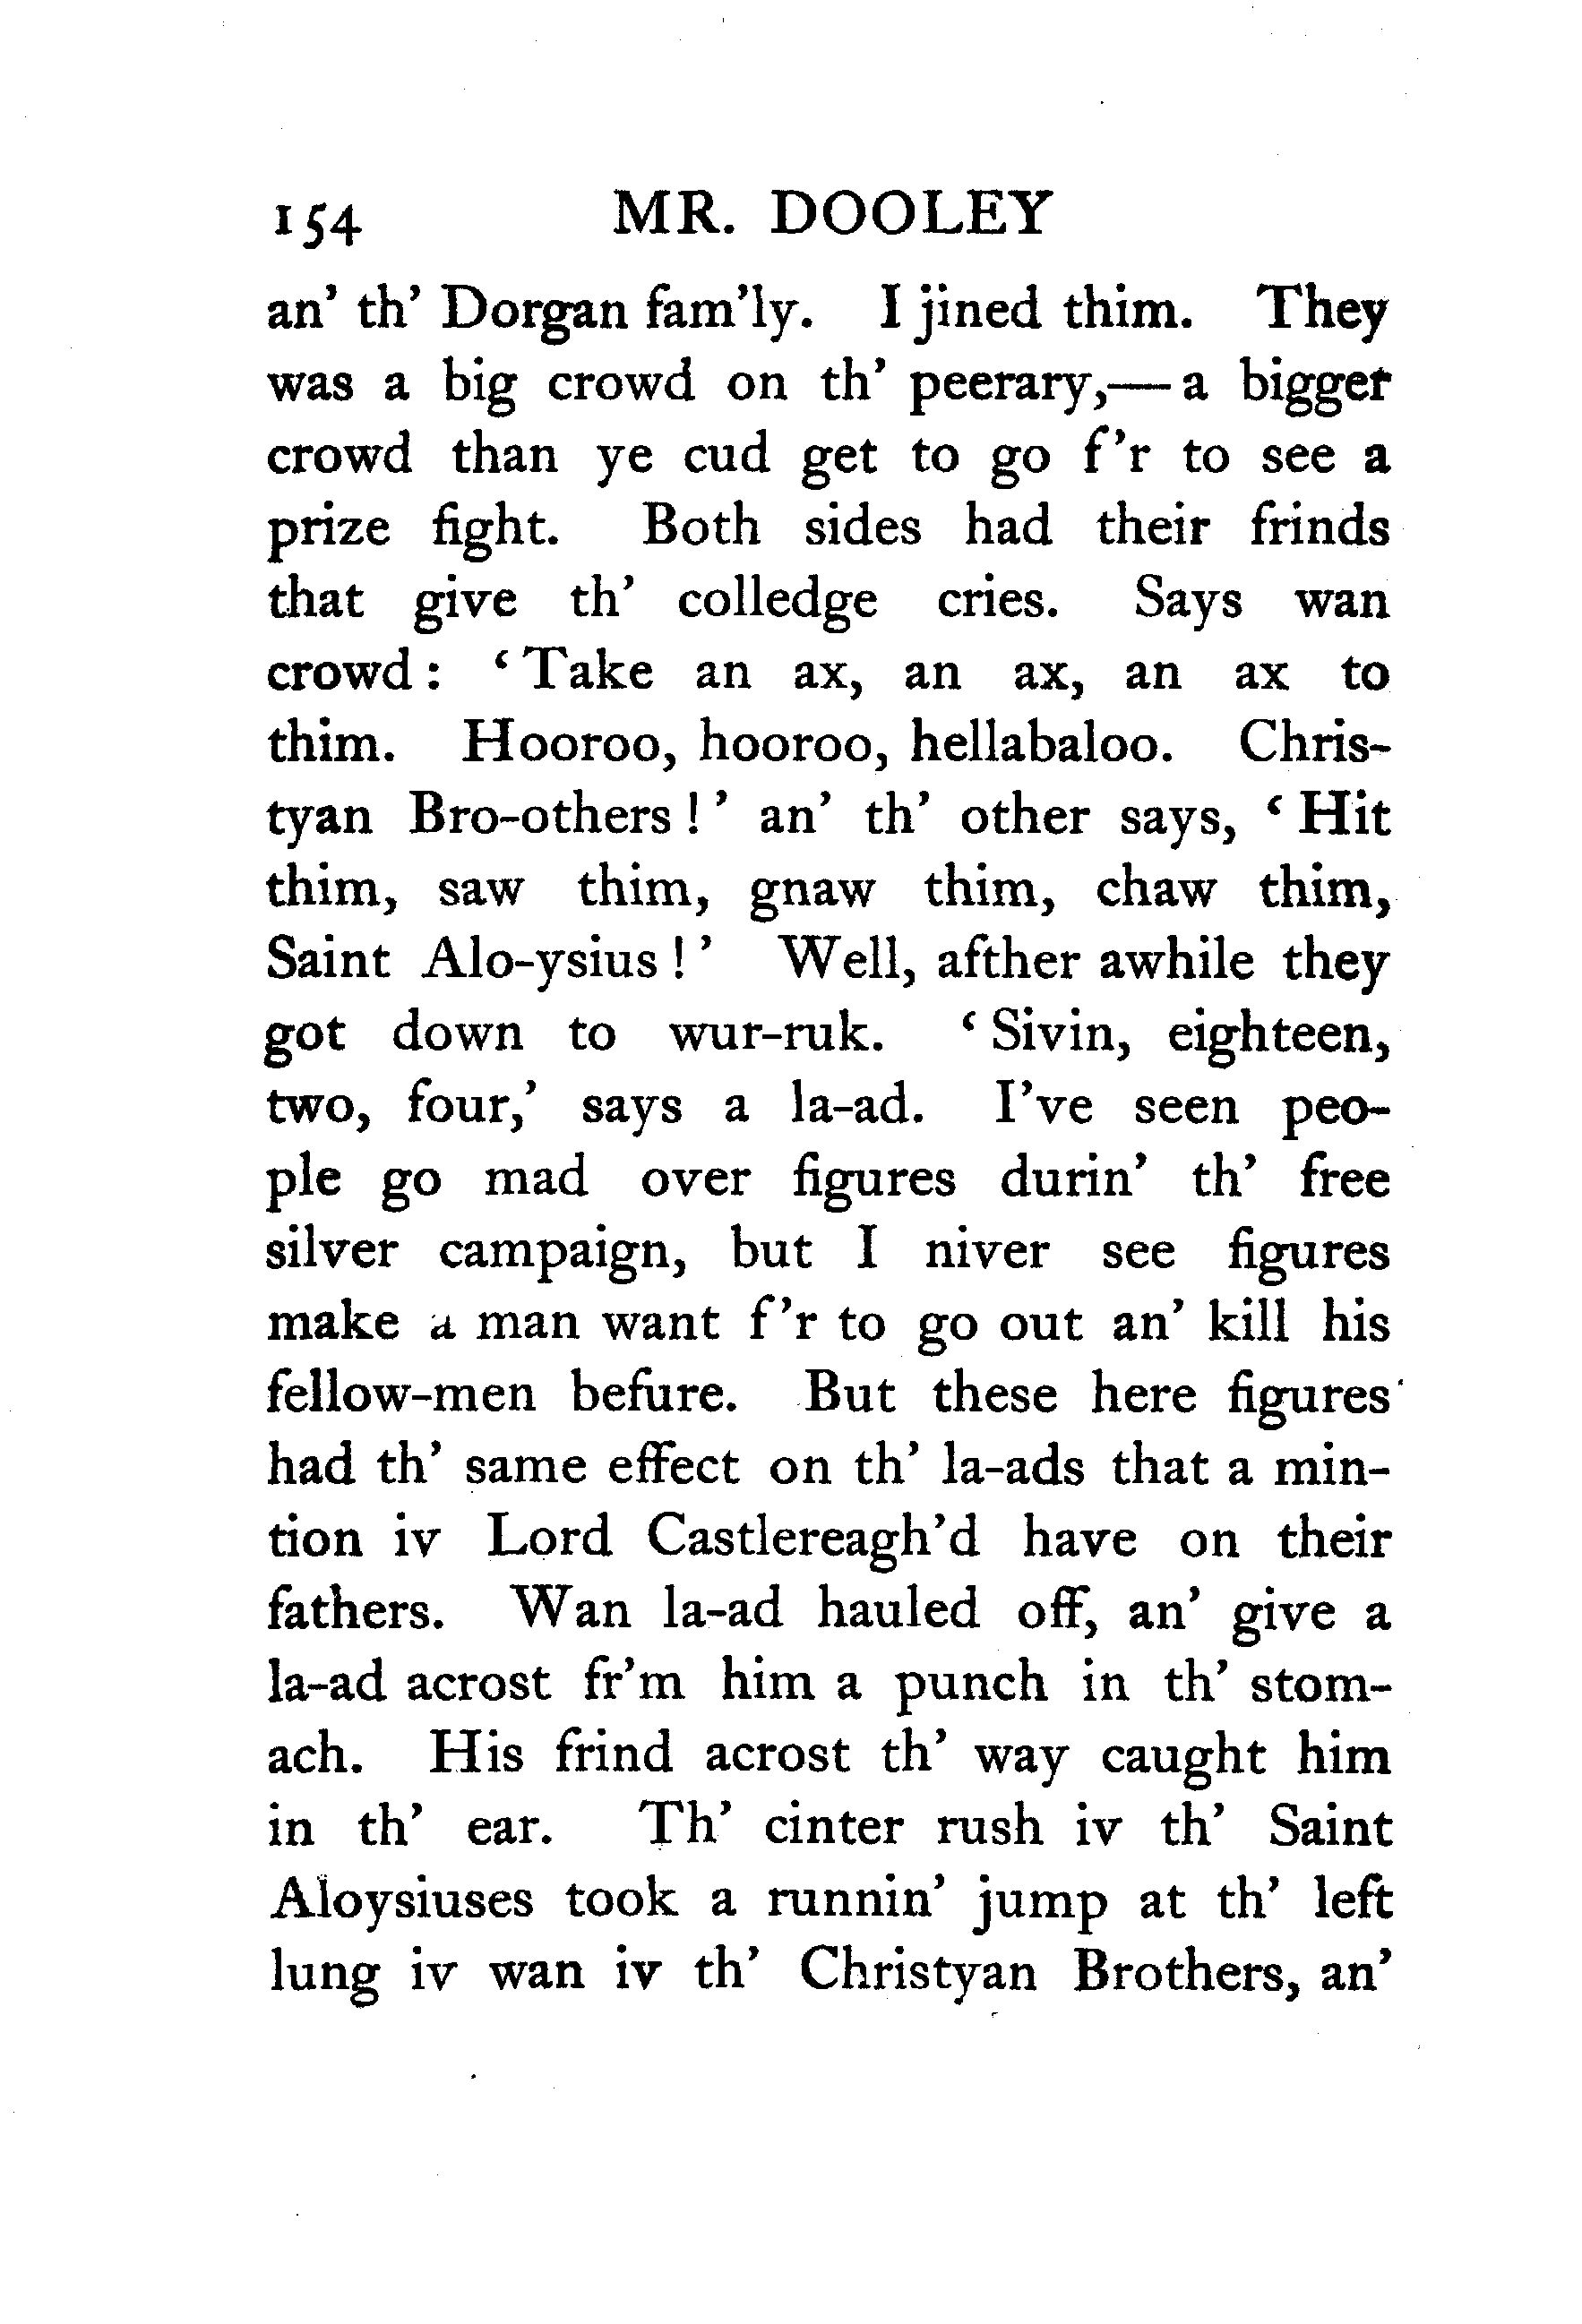 154 MR. DOOLEY
an' th' Dorgan fam'ly. I jined thim. They
was a big crowd on th' peerary,—a bigger
crowd than ye cud get to go f'r to see a
prize fight. Both sides had their frinds
that give th' colledge cries. Says wan
crowd: ‘Take an ax, an ax, an ax to
thim. Hooroo, hooroo, hellabaloo. Chris-
tyan Bro-others!’ an' th' other says, ‘Hit
thim, saw thim, gnaw thim, chaw thim,
Saint Alo-ysius!’ Well, afther awhile they
got down to wur-ruk. ‘Sivin, eighteen,
two, four,’ says a la-ad. I've seen peo-
ple go mad over figures durin' th' free
silver campaign, but I niver see figures
make a man want f'r to go out an' kill his
fellow-men befure. But these here figures
had th' same effect on th' la-ads that a min-
tion iv Lord Castlereagh'd have on their
fathers. Wan la-ad hauled off, an' give a
la-ad acrost fr'm him a punch in th' stom-
ach. His frind acrost th' way caught him
in th' ear. Th' cinter rush iv th' Saint
Aloysiuses took a runnin' jump at th' left
lung iv wan iv th' Christyan Brothers, an'